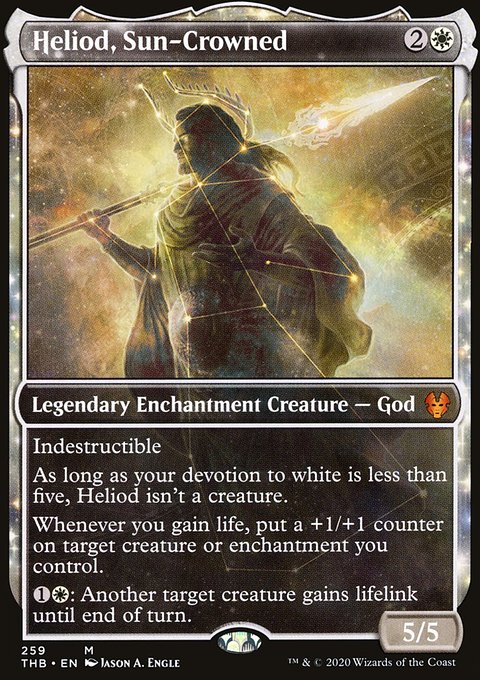 Heliod, Sun-Crowned 2
Legendary Enchantment Creature — God
Indestructible
As long as your devotion to white is less than
five, Heliod isn't a creature.
Whenever you gain life, put a +1/+1 counter
on target creature or enchantment you
control.
1: Another target creature gains lifelink
until end of turn.
5/5
259 M
THB • EN Jason A. Engle
™ & © 2020 Wizards of the Coast